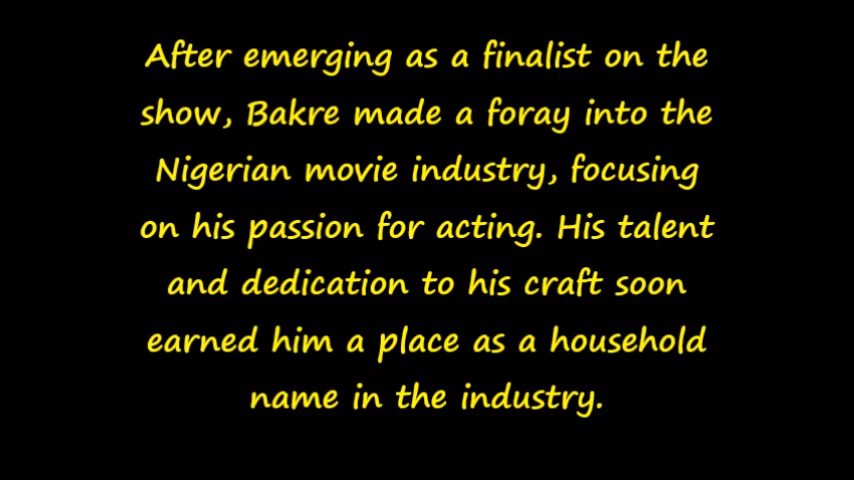 After emerging as a finalist on the
show, Bakre made a foray into the
Nigerian movie industry, focusing
on his passion for acting. His talent
and dedication to his craft soon
earned him a place as a household
name in the industry.